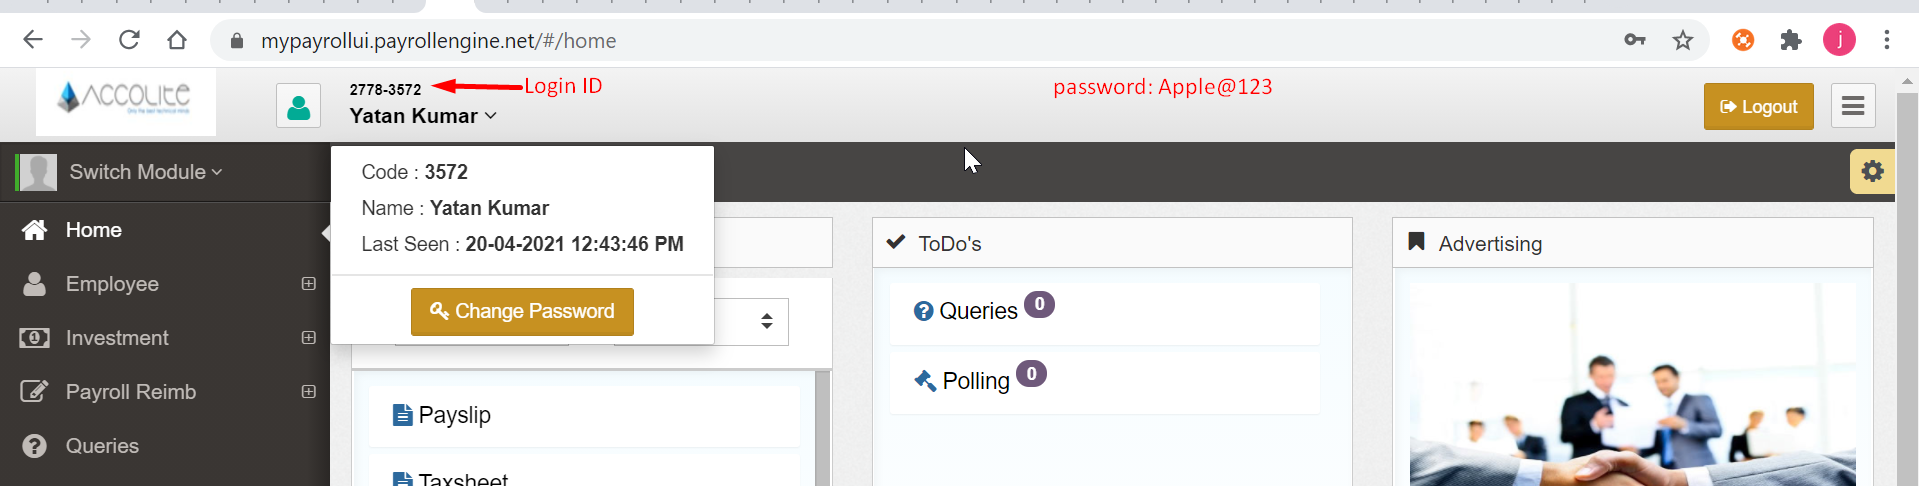 mypayrollui.payrollengine.net/#/home
j
ACCOLITE
2778-3572
Login ID
password: Apple@123
Yatan Kumar
Logout
Switch Module
Code : 3572
Name : Yatan Kumar
Last Seen : 20-04-2021 12:43:46 PM
Change Password
Home
Employee
Investment
Payroll Reimb
Queries
Payslip
Taxsheet
ToDo's
Queries 0
Polling 0
Advertising